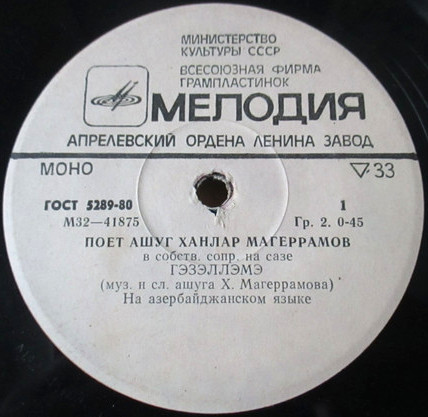 МИНИСТЕРСТВО
КУЛЬТУРЫ СССР
ВСЕСОЮЗНАЯ ФИРМА
ГРАМПЛАСТИНОК
МЕЛОДИЯ
АПРЕЛЕВСКИЙ ОРДЕНА ЛЕНИНА ЗАВОД
МОНО 33
ГОСТ 5289-80 1
М32—41875 Гр. 2. 0-45
ПОЕТ АШУГ ХАНЛАР МАГЕРРАМОВ
в собств. сопр. на сазе
ГЭЗЭЛЛЭМЭ
(муз. и сл. ашуга Х. Магеррамова)
На азербайджанском языке